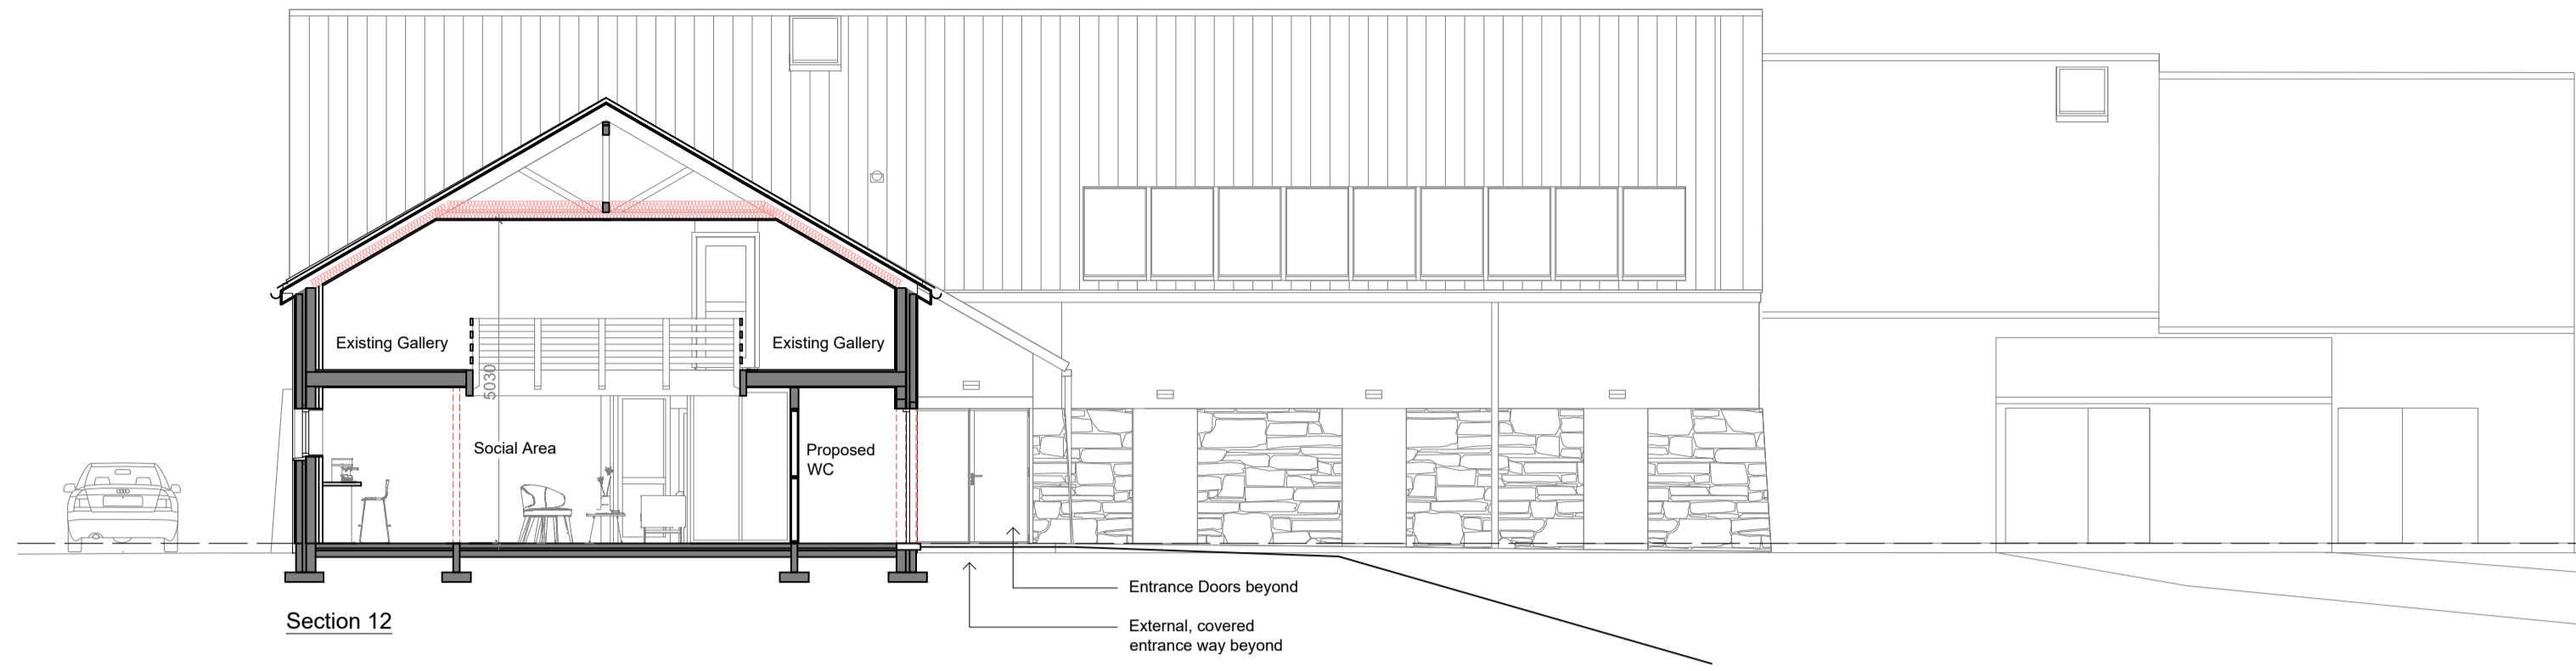 Existing Gallery
Existing Gallery
5030
Social Area
Proposed
WC
Entrance Doors beyond
External, covered
entrance way beyond
Section 12